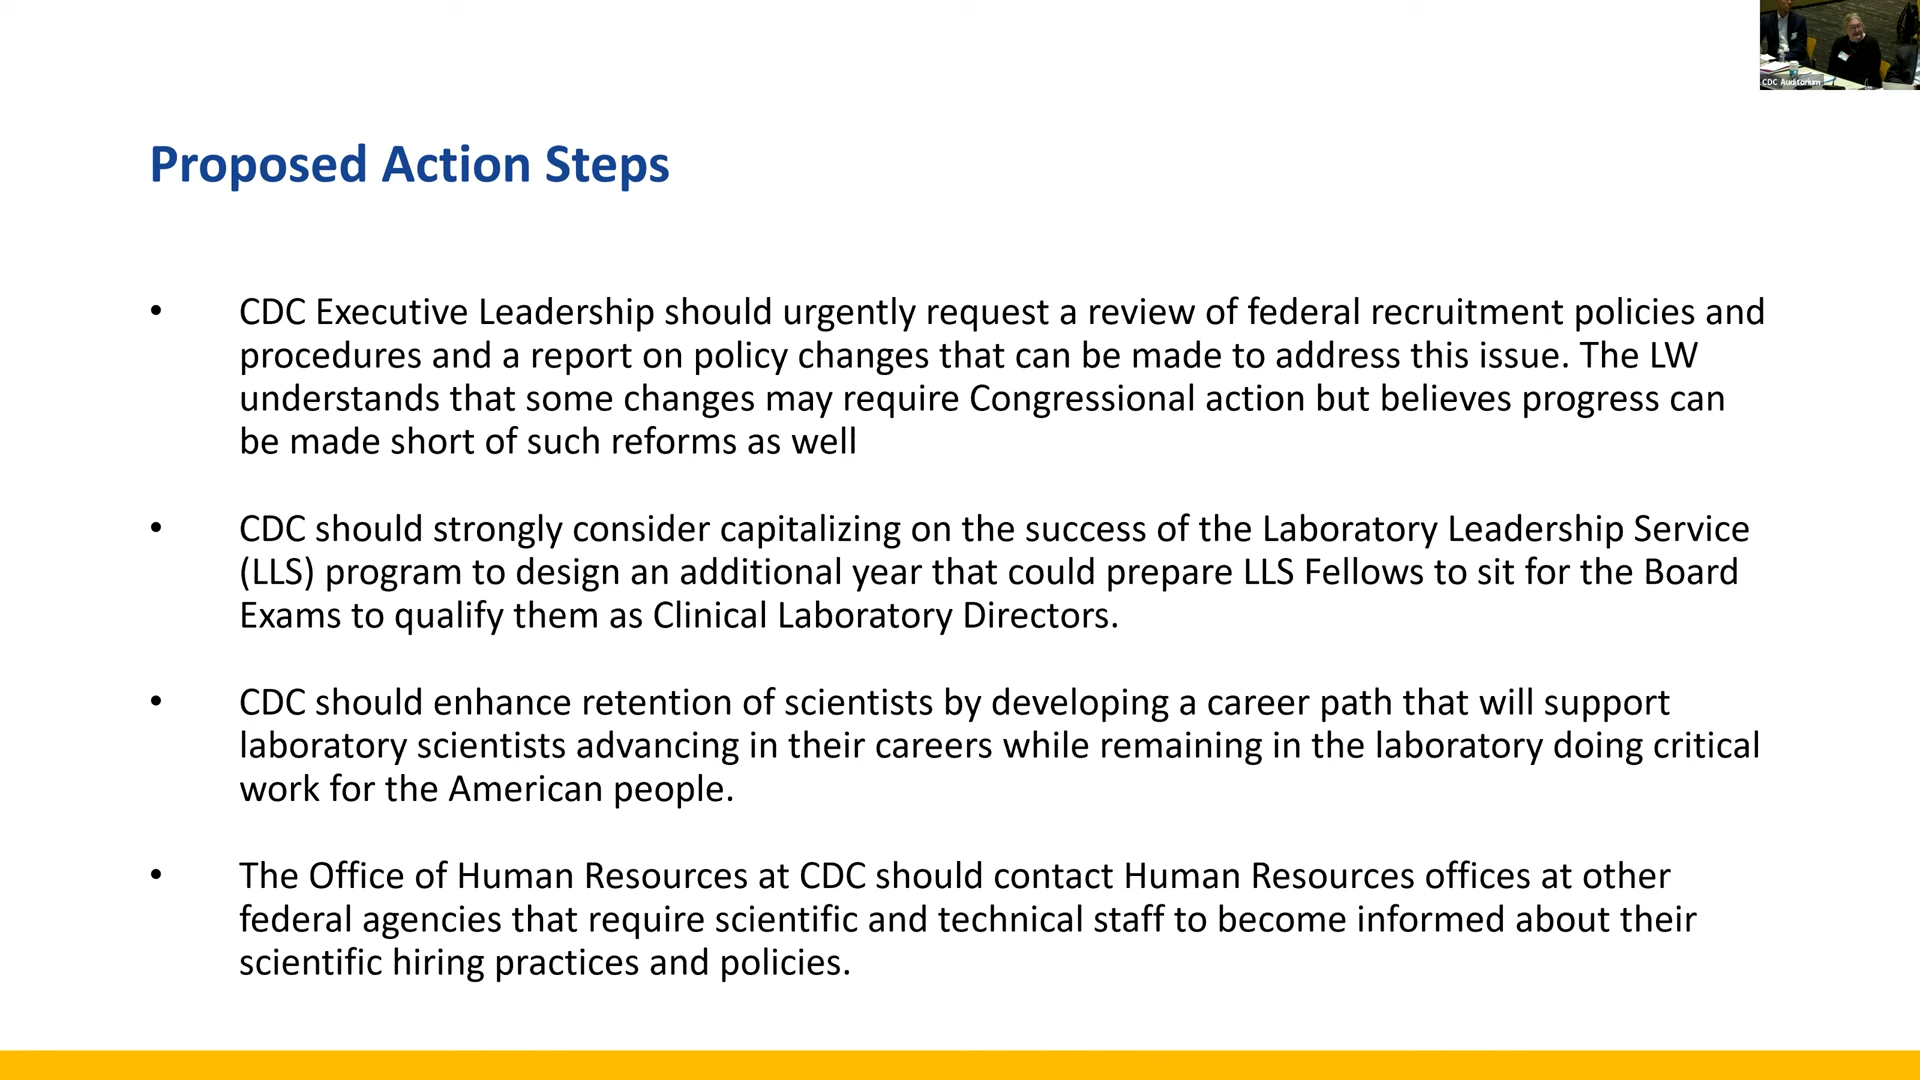 CDC Auditorium
Proposed Action Steps
• CDC Executive Leadership should urgently request a review of federal recruitment policies and
procedures and a report on policy changes that can be made to address this issue. The LW
understands that some changes may require Congressional action but believes progress can
be made short of such reforms as well
• CDC should strongly consider capitalizing on the success of the Laboratory Leadership Service
(LLS) program to design an additional year that could prepare LLS Fellows to sit for the Board
Exams to qualify them as Clinical Laboratory Directors.
• CDC should enhance retention of scientists by developing a career path that will support
laboratory scientists advancing in their careers while remaining in the laboratory doing critical
work for the American people.
• The Office of Human Resources at CDC should contact Human Resources offices at other
federal agencies that require scientific and technical staff to become informed about their
scientific hiring practices and policies.